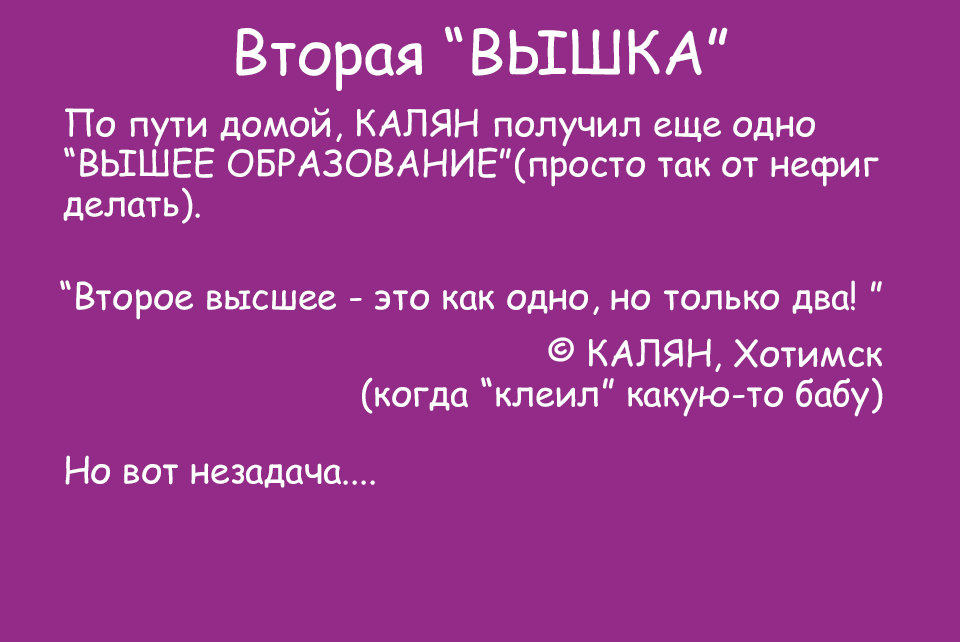 Вторая “ВЫШКА”
По пути домой, КАЛЯН получил еще одно
“ВЫШЕЕ ОБРАЗОВАНИЕ”(просто так от нефиг
делать).
“Второе высшее - это как одно, но только два! ”
© КАЛЯН, Хотимск
(когда “клеил” какую-то бабу)
Но вот незадача....